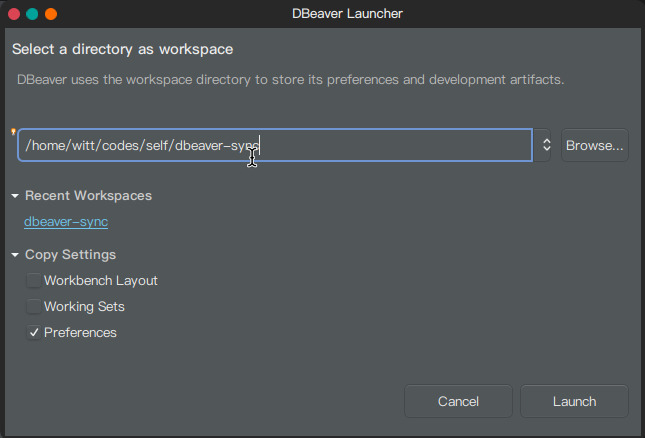 DBeaver Launcher
Select a directory as workspace
DBeaver uses the workspace directory to store its preferences and development artifacts.
/home/witt/codes/self/dbeaver-sync
Browse...
Recent Workspaces
dbeaver-sync
Copy Settings
Workbench Layout
Working Sets
Preferences
Cancel
Launch